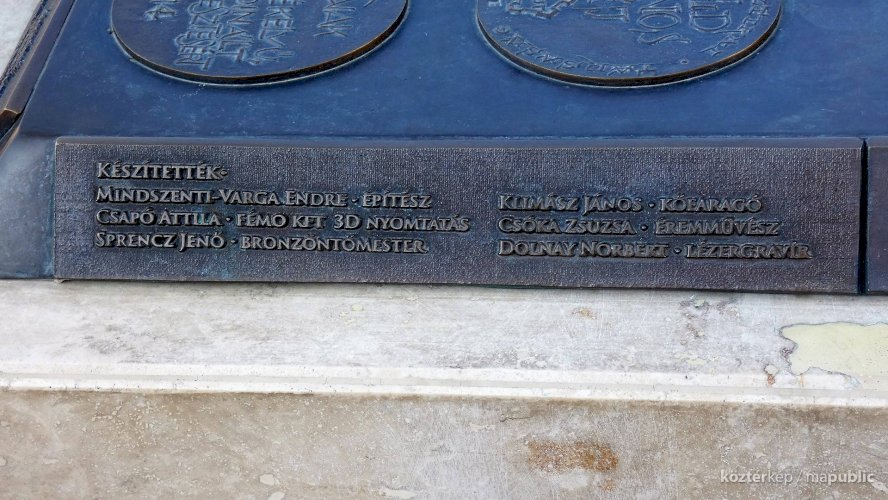 KÉSZÍTETTÉK:
MINDSZENTI-VARGA ENDRE · ÉPÍTÉSZ
CSAPÓ ATTILA · FÉMO KFT 3D NYOMTATÁS
SPRENCZ JENŐ · BRONZÖNTŐMESTER
KLIMÁSZ JÁNOS · KŐFARAGÓ
CSÓKA ZSUZSA · ÉREMMŰVÉSZ
DOLNAY NORBERT · LÉZERGRAVÍR
köztérkép / mapublic